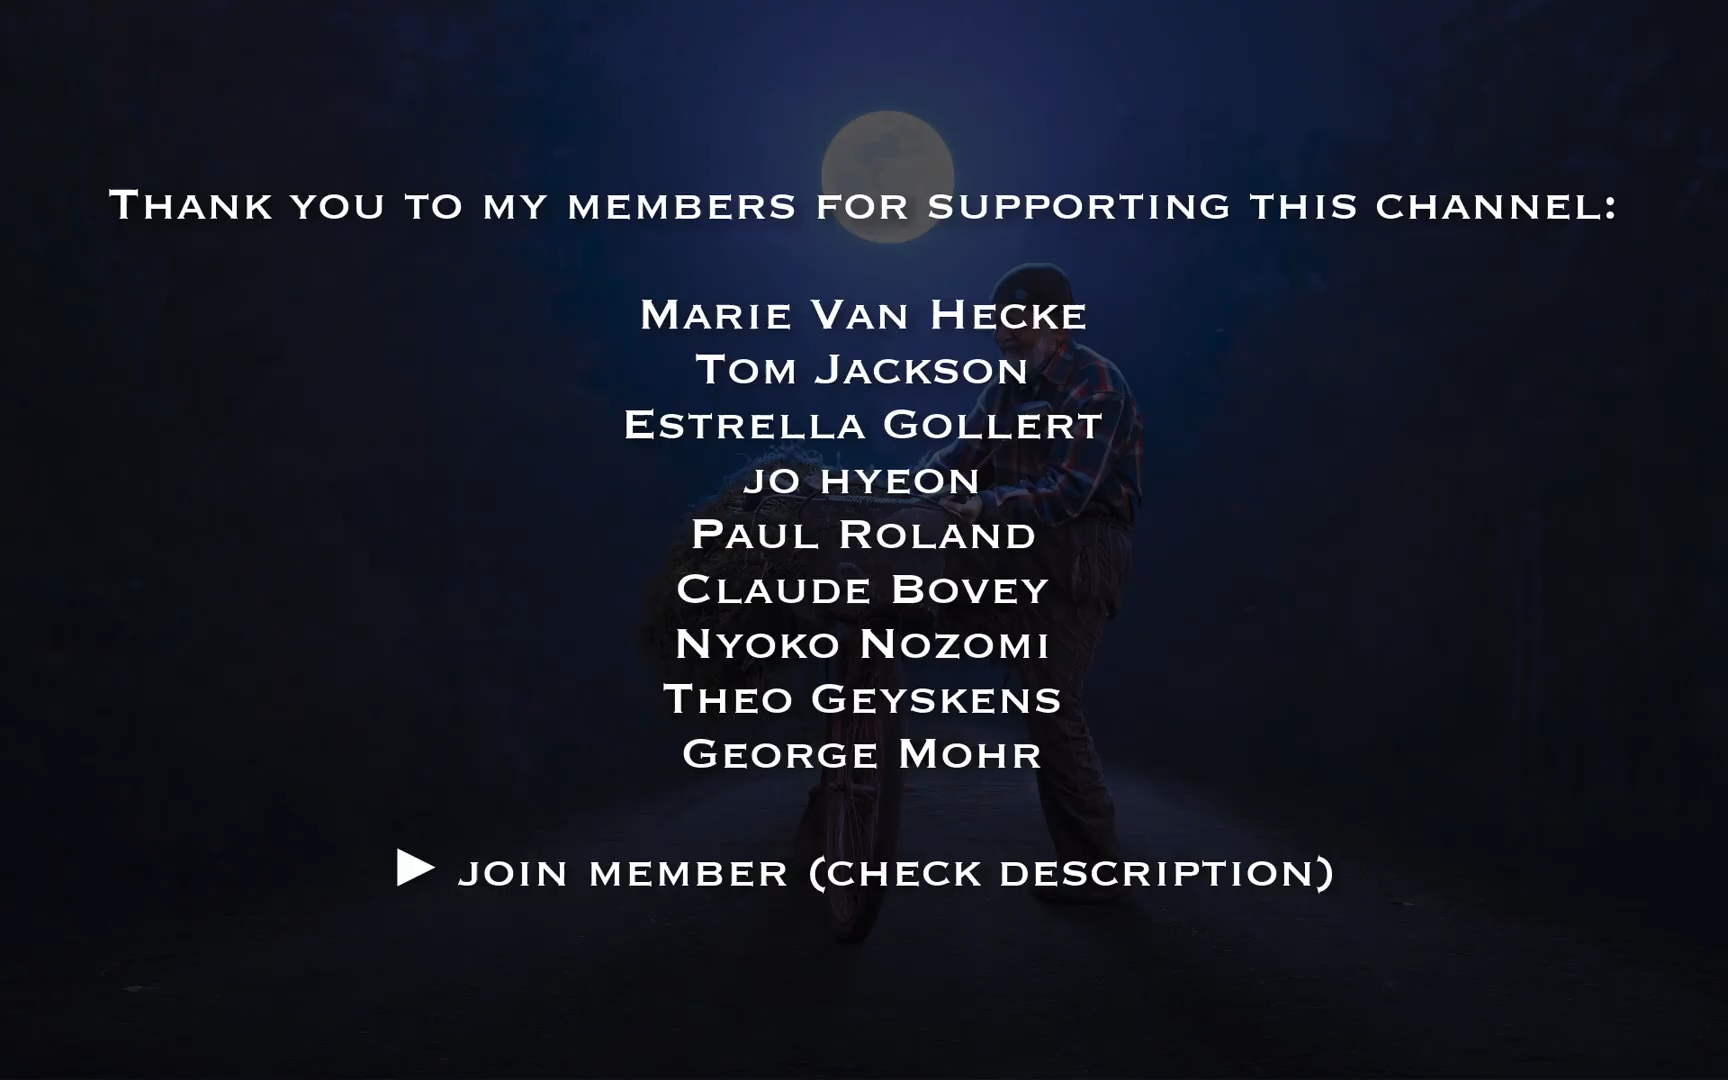 Thank you to my members for supporting this channel:
Marie Van Hecke
Tom Jackson
Estrella Gollert
jo hyeon
Paul Roland
Claude Bovey
Nyoko Nozomi
Theo Geyskens
George Mohr
► join member (check description)